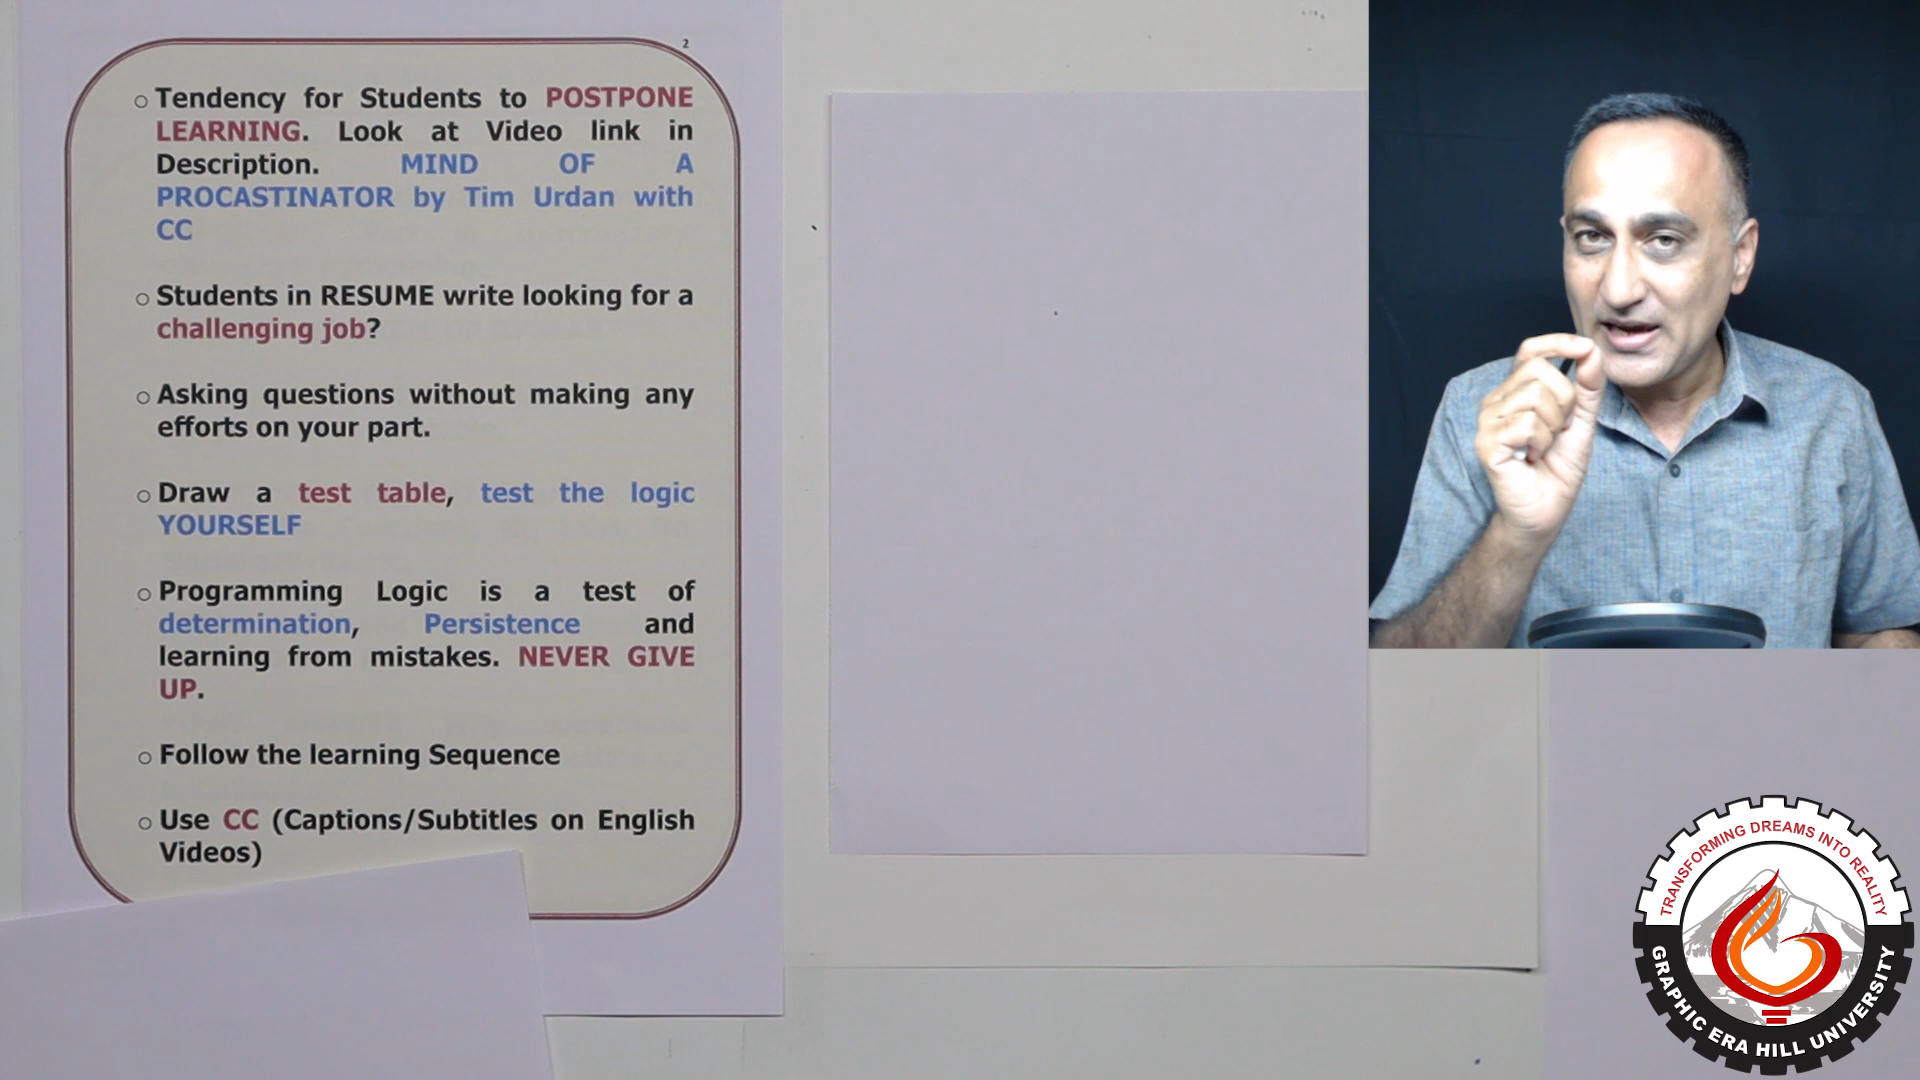 2
○ Tendency for Students to POSTPONE
LEARNING. Look at Video link in
Description. MIND OF A
PROCASTINATOR by Tim Urdan with
CC
○ Students in RESUME write looking for a
challenging job?
○ Asking questions without making any
efforts on your part.
○ Draw a test table, test the logic
YOURSELF
○ Programming Logic is a test of
determination, Persistence and
learning from mistakes. NEVER GIVE
UP.
○ Follow the learning Sequence
○ Use CC (Captions/Subtitles on English
Videos)
TRANSFORMING DREAMS INTO REALITY
GRAPHIC ERA HILL UNIVERSITY